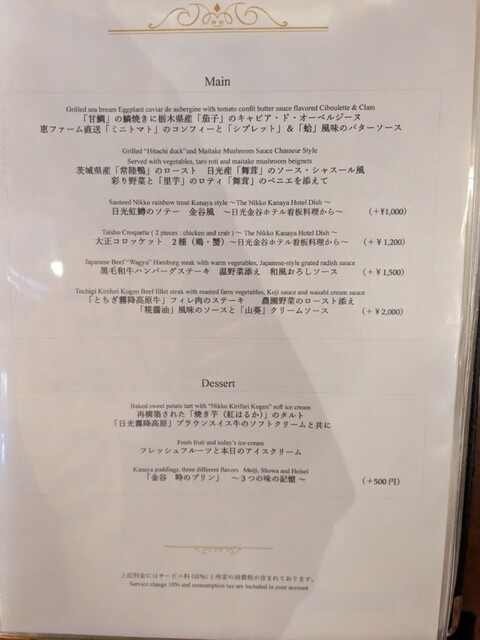 Main
Grilled sea bream Eggplant caviar de aubergine with tomato confit butter sauce flavored Ciboulette & Clam
「甘鯛」の鱗焼きに栃木県産「茄子」のキャビア・ド・オーベルジーヌ
恵ファーム直送「ミニトマト」のコンフィーと「シブレット」&「蛤」風味のバターソース
Grilled "Hitachi duck"and Maitake Mushroom Sauce Chasseur Style
Served with vegetables, taro roti and maitake mushroom beignets
茨城県産「常陸鴨」のロースト 日光産「舞茸」のソース・シャスール風
彩り野菜と「里芋」のロティ「舞茸」のベニエを添えて
Sauteed Nikko rainbow trout Kanaya style ~The Nikko Kanaya Hotel Dish ~
日光虹鱒のソテー 金谷風 ~日光金谷ホテル看板料理から~ (+¥1,000)
Taisho Croquette ( 2 pieces : chicken and crab ) ~ The Nikko Kanaya Hotel Dish ~
大正コロッケット 2種(鶏・蟹)~日光金谷ホテル看板料理から~ (+ ¥1,200)
Japanese Beef "Wagyu" Hamburg steak with warm vegetables, Japanese-style grated radish sauce
黒毛和牛ハンバーグステーキ 温野菜添え 和風おろしソース (+ ¥1,500)
Tochigi Kirifuri Kogen Beef fillet steak with roasted farm vegetables, Koji sauce and wasabi cream sauce
「とちぎ霧降高原牛」フィレ肉のステーキ 農園野菜のロースト添え
「糀醤油」風味のソースと「山葵」クリームソース (+ ¥2,000)
Dessert
Baked sweet potato tart with "Nikko Kirifuri Kogen" soft ice cream
再構築された「焼き芋(紅はるか)」のタルト
「日光霧降高原」ブラウンスイス牛のソフトクリームと共に
Fresh fruit and today's ice-cream
フレッシュフルーツと本日のアイスクリーム
Kanaya puddings, three different flavors Meiji, Showa and Heisei
「金谷 時のプリン」 ~3つの味の記憶~ (+500円)
上記料金にはサービス料(10%)と所定の消費税が含まれております。
Service charge 10% and consumption tax are included in your account